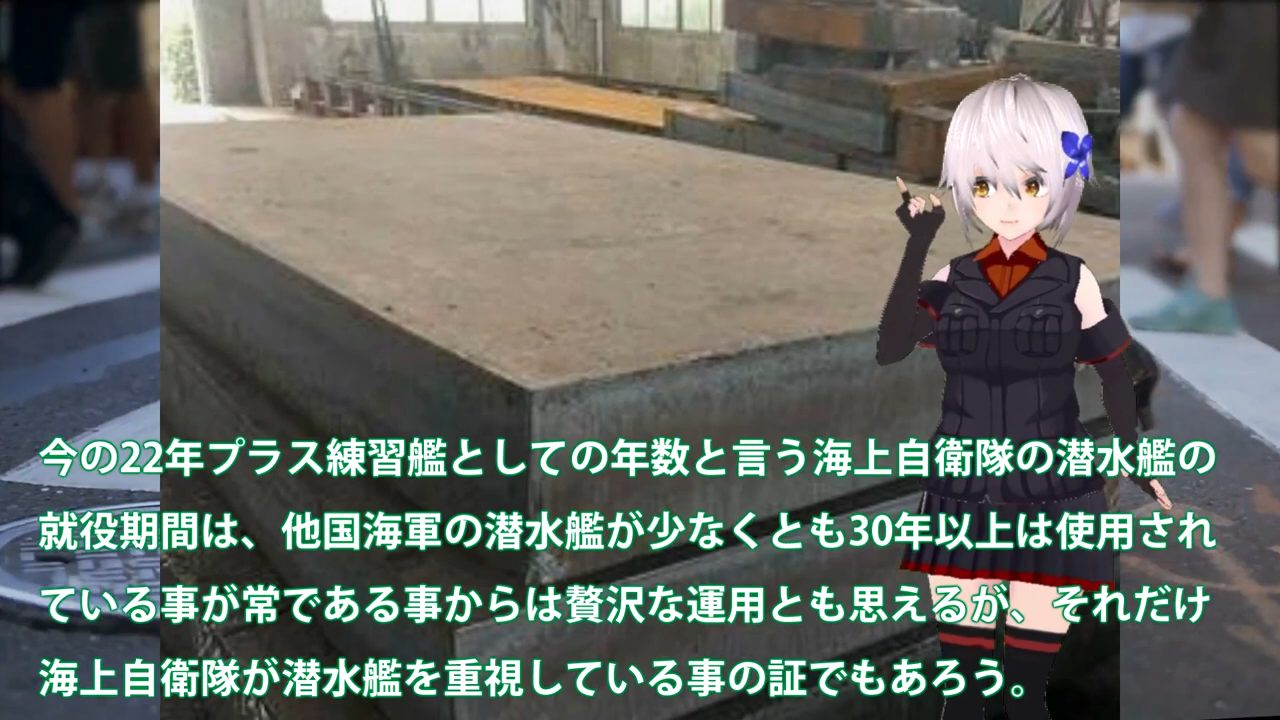 今の22年プラス練習艦としての年数と言う海上自衛隊の潜水艦の
就役期間は、他国海軍の潜水艦が少なくとも30年以上は使用され
ている事が常である事からは贅沢な運用とも思えるが、それだけ
海上自衛隊が潜水艦を重視している事の証でもあろう。